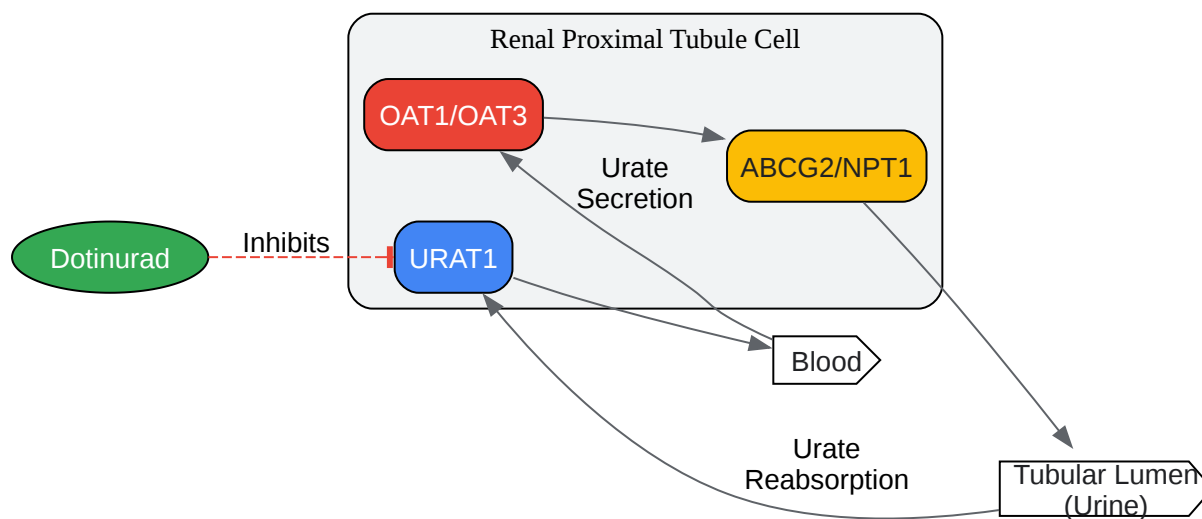 Renal Proximal Tubule Cell
OAT1/OAT3
ABCG2/NPT1
Urate
Secretion
Dotinurad
Inhibits
URAT1
Blood
Urate
Reabsorption
Tubular Lumen
(Urine)